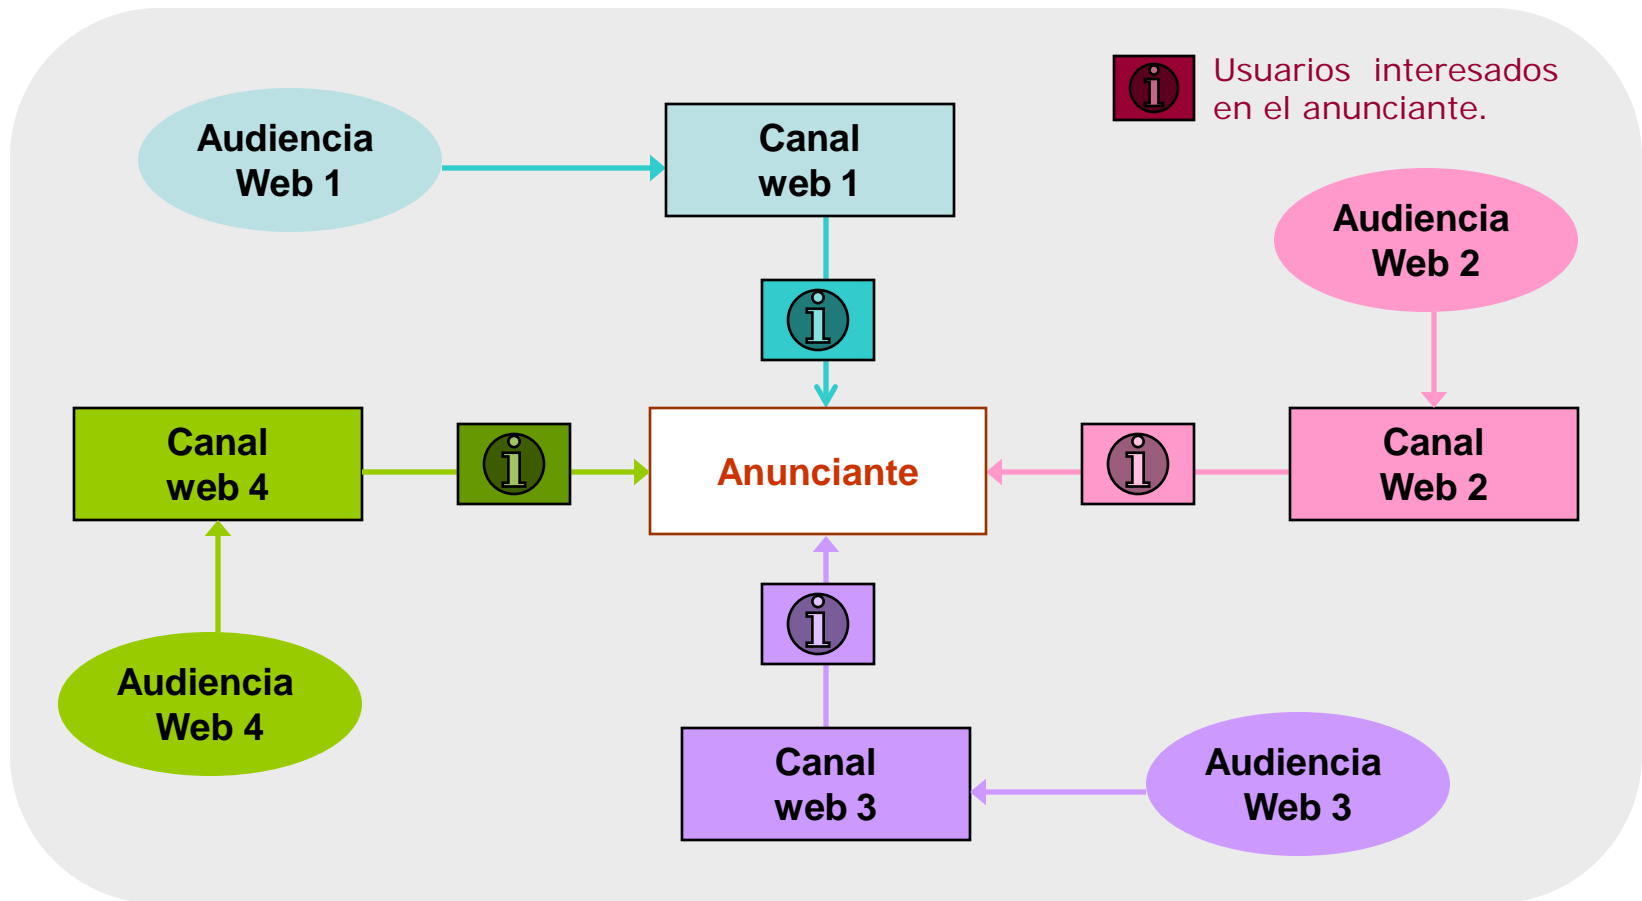 Usuarios interesados
en el anunciante.
Audiencia
Web 1
Canal
web 1
Audiencia
Web 2
Canal
web 4
Anunciante
Canal
Web 2
Audiencia
Web 4
Canal
web 3
Audiencia
Web 3